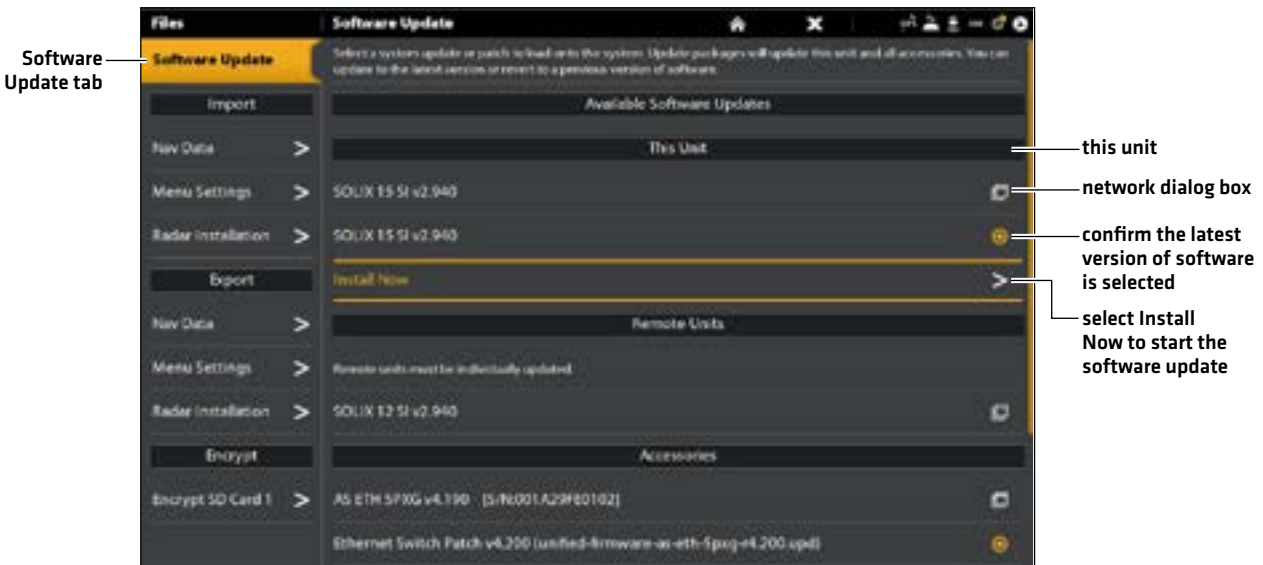 Files
Software Update
Software Update
Select a system update or patch to load onto the system. Update packages will update this unit and all accessories. You can
update to the latest version or revert to a previous version of software.
Import
Nav Data
Menu Settings
Radar Installation
Export
Nav Data
Menu Settings
Radar Installation
Encrypt
Encrypt SD Card 1
Available Software Updates
This Unit
SOLIX 15 SI v2.940
SOLIX 15 SI v2.940
Install Now
Remote Units
Remote units must be individually updated.
SOLIX 12 SI v2.940
Accessories
AS ETH 5PXG v4.190
Ethernet Switch Patch v4.200 (unified-firmware-as-eth-5pxg-r4.200.upd)
Software
Update tab
this unit
network dialog box
confirm the latest
version of software
is selected
select Install
Now to start the
software update